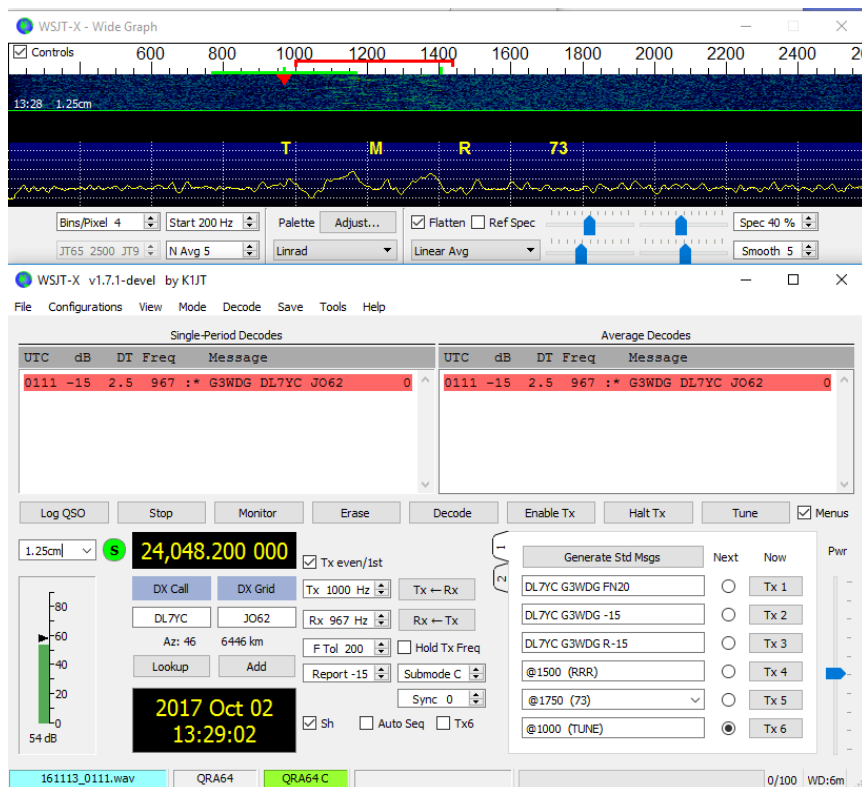 WSJT-X - Wide Graph
Controls 600 800 1000 1200 1400 1600 1800 2000 2200 2400 2
13:28 1.25cm
T M R 73
Bins/Pixel 4 Start 200 Hz Palette Adjust... Flatten Ref Spec Spec 40 %
JT65 2500 JT9 N Avg 5 Linrad Linear Avg Smooth 5
WSJT-X v1.7.1-devel by K1JT
File Configurations View Mode Decode Save Tools Help
Single-Period Decodes Average Decodes
UTC dB DT Freq Message UTC dB DT Freq Message
0111 -15 2.5 967 :* G3WDG DL7YC JO62 0 0111 -15 2.5 967 :* G3WDG DL7YC JO62 0
Log QSO Stop Monitor Erase Decode Enable Tx Halt Tx Tune Menus
1.25cm S 24,048.200 000 Tx even/1st 1 Generate Std Msgs Next Now Pwr
DX Call DX Grid Tx 1000 Hz Tx ← Rx 2 DL7YC G3WDG FN20 Tx 1
-80 DL7YC JO62 Rx 967 Hz Rx ← Tx DL7YC G3WDG -15 Tx 2
-60 Az: 46 6446 km F Tol 200 Hold Tx Freq DL7YC G3WDG R-15 Tx 3
-40 Lookup Add Report -15 Submode C @1500 (RRR) Tx 4
-20 2017 Oct 02 Sync 0 @1750 (73) Tx 5
-0 13:29:02 Sh Auto Seq Tx6 @1000 (TUNE) Tx 6
54 dB
161113_0111.wav QRA64 QRA64 C 0/100 WD:6m